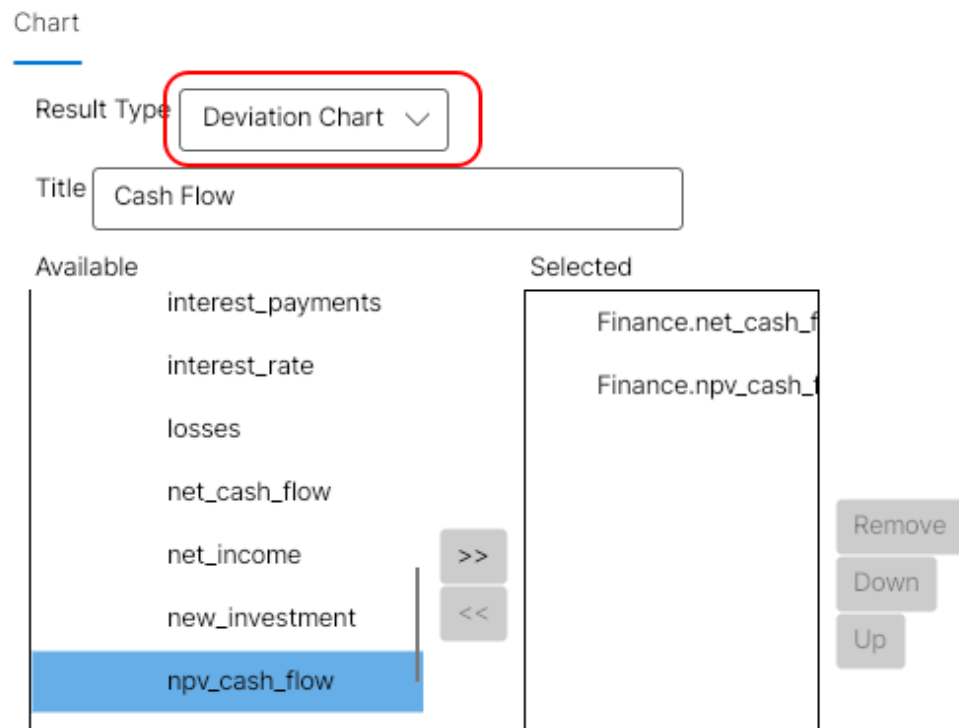 Chart
Result Type Deviation Chart
Title Cash Flow
Available
interest_payments
interest_rate
losses
net_cash_flow
net_income
new_investment
npv_cash_flow
>>
<<
Selected
Finance.net_cash_f
Finance.npv_cash_f
Remove
Down
Up